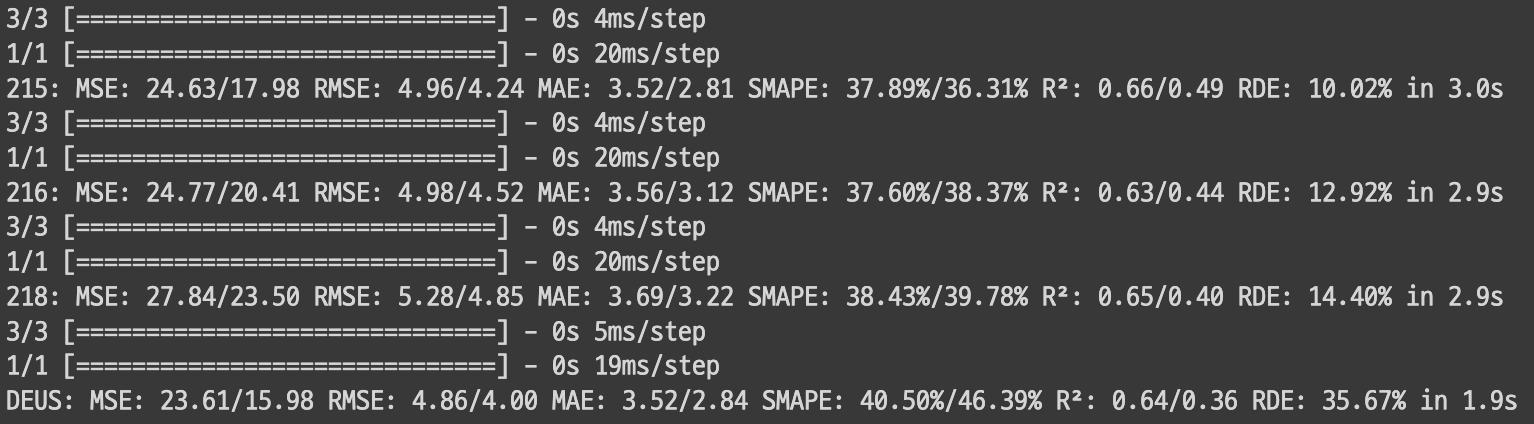 3/3 [==============================] - 0s 4ms/step
1/1 [==============================] - 0s 20ms/step
215: MSE: 24.63/17.98 RMSE: 4.96/4.24 MAE: 3.52/2.81 SMAPE: 37.89%/36.31% R²: 0.66/0.49 RDE: 10.02% in 3.0s
3/3 [==============================] - 0s 4ms/step
1/1 [==============================] - 0s 20ms/step
216: MSE: 24.77/20.41 RMSE: 4.98/4.52 MAE: 3.56/3.12 SMAPE: 37.60%/38.37% R²: 0.63/0.44 RDE: 12.92% in 2.9s
3/3 [==============================] - 0s 4ms/step
1/1 [==============================] - 0s 20ms/step
218: MSE: 27.84/23.50 RMSE: 5.28/4.85 MAE: 3.69/3.22 SMAPE: 38.43%/39.78% R²: 0.65/0.40 RDE: 14.40% in 2.9s
3/3 [==============================] - 0s 5ms/step
1/1 [==============================] - 0s 19ms/step
DEUS: MSE: 23.61/15.98 RMSE: 4.86/4.00 MAE: 3.52/2.84 SMAPE: 40.50%/46.39% R²: 0.64/0.36 RDE: 35.67% in 1.9s